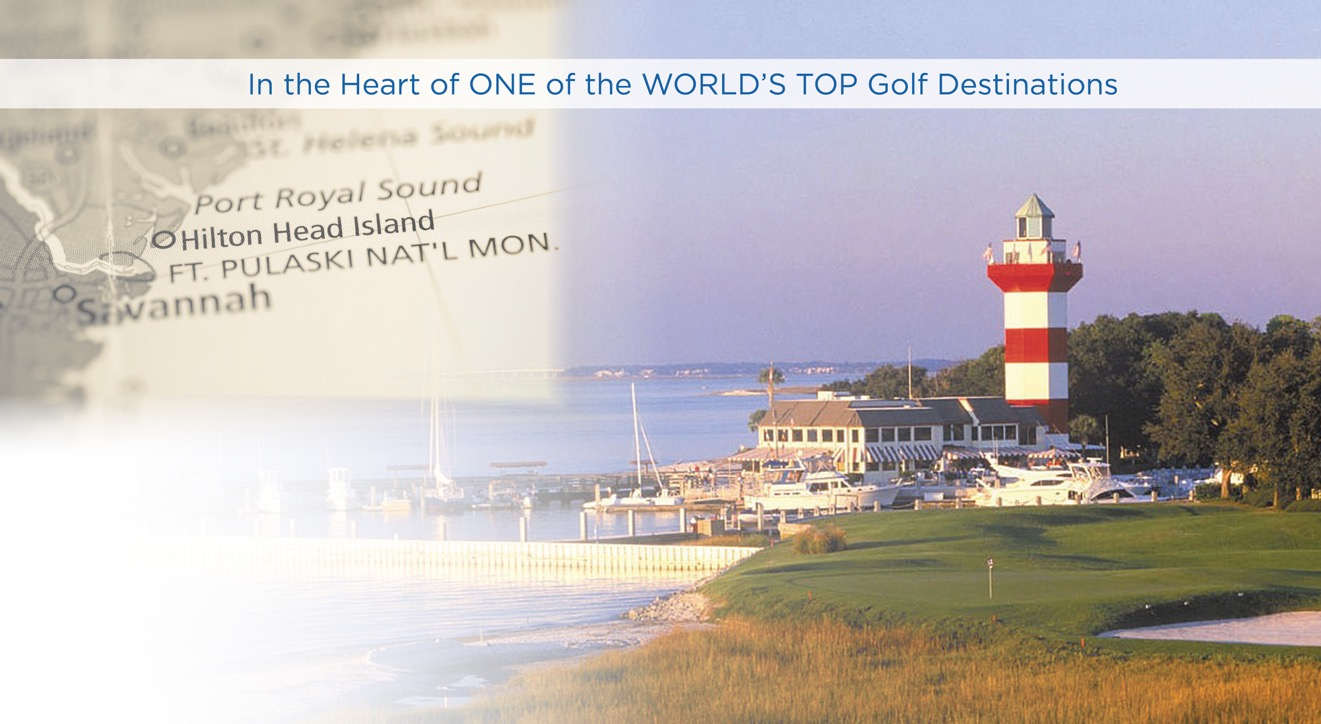 In the Heart of ONE of the WORLD’S TOP Golf Destinations
St. Helena Sound
Port Royal Sound
Hilton Head Island
FT. PULASKI NAT'L MON.
Savannah